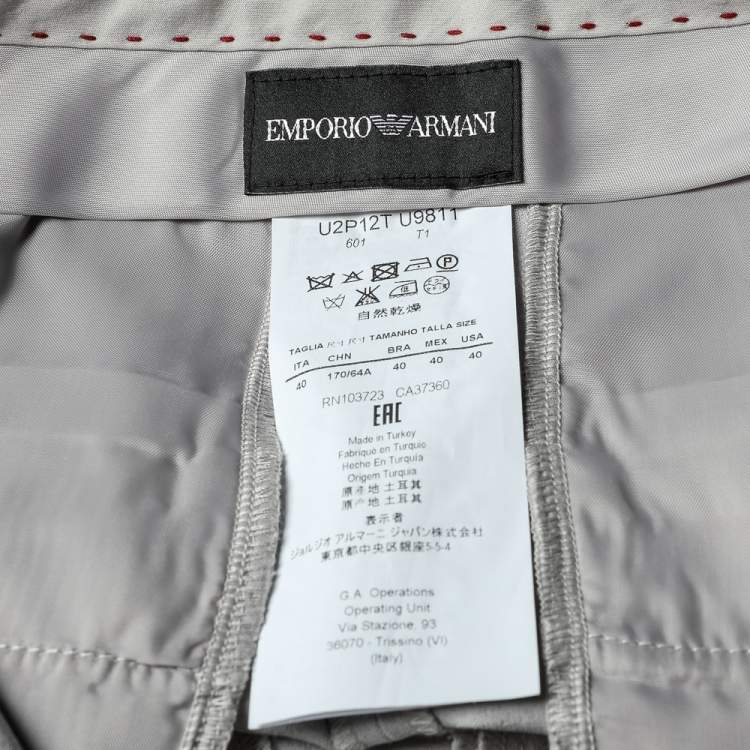 EMPORIO ARMANI
U2P12T U9811
601 T1
自然乾燥
TAGLIA TAMANHO TALLA SIZE
ITA CHN BRA MEX USA
40 170/64A 40 40 40
RN103723 CA37360
EAC
Made in Turkey
Fabrique en Turquie
Heche En Turquia
Origem Turquia
原产地土耳其
原产地土耳其
表示者
ジョルジオ アルマーニ ジャパン株式会社
東京都中央区銀座5-5-4
G.A. Operations
Operating Unit
Via Stazione, 93
36070 - Trissino (VI)
(Italy)